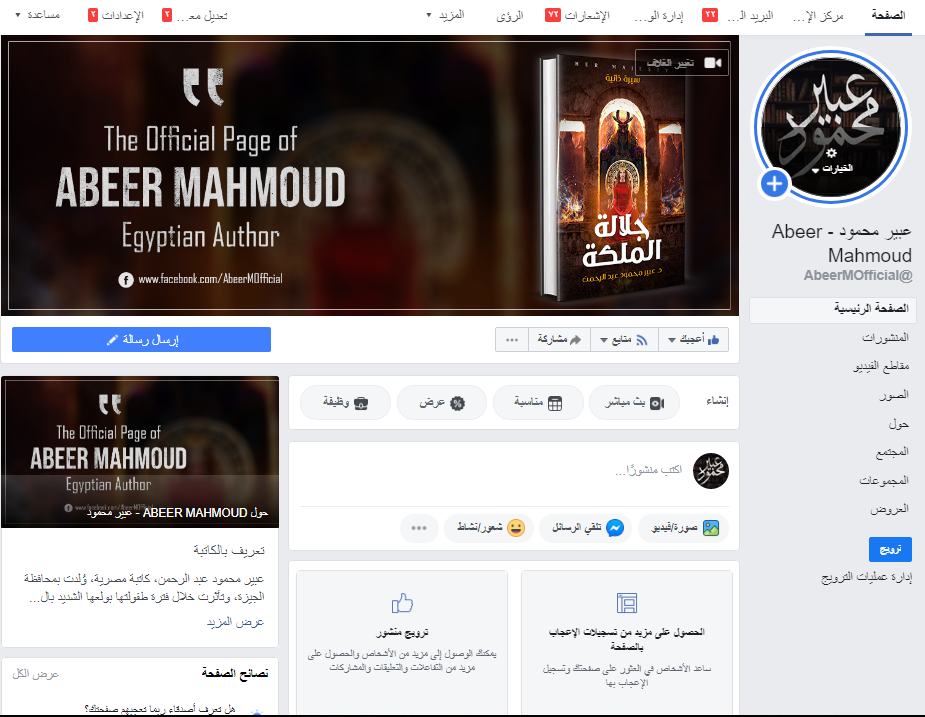 الصفحة
مركز الإ...
البريد الـ... ٣٢
إدارة الو...
الإشعارات ٧٢
الرؤى
المزيد
تعديل معـ... ٢
الإعدادات ٢
مساعدة
تغيير الغلاف
The Official Page of
ABEER MAHMOUD
Egyptian Author
www.facebook.com/AbeerMOfficial
HER MAJESTY
سيرة ذاتية
جلالة
الملكة
د. عبير محمود عبد الرحمن
عبير
محمود
الخيارات
عبير محمود - Abeer
Mahmoud
@AbeerMOfficial
الصفحة الرئيسية
المنشورات
مقاطع الفيديو
الصور
حول
المجتمع
المجموعات
العروض
ترويج
إدارة عمليات الترويج
أعجبك
متابع
مشاركة
إرسال رسالة
إنشاء
بث مباشر
مناسبة
عرض
وظيفة
اكتب منشورًا...
صورة/فيديو
تلقي الرسائل
شعور/نشاط
الحصول على مزيد من تسجيلات الإعجاب
بالصفحة
ساعد الأشخاص في العثور على صفحتك وتسجيل
الإعجاب بها
ترويج منشور
يمكنك الوصول إلى مزيد من الأشخاص والحصول على
مزيد من التفاعلات والتعليقات والمشاركات
The Official Page of
ABEER MAHMOUD
Egyptian Author
حول ABEER MAHMOUD - عبير محمود
تعريف بالكاتبة
عبير محمود عبد الرحمن، كاتبة مصرية، وُلدت بمحافظة
الجيزة، وتأثرت خلال فترة طفولتها بولعها الشديد بال...
عرض المزيد
نصائح الصفحة
عرض الكل
هل تعرف أصدقاء ربما تعجبهم صفحتك؟